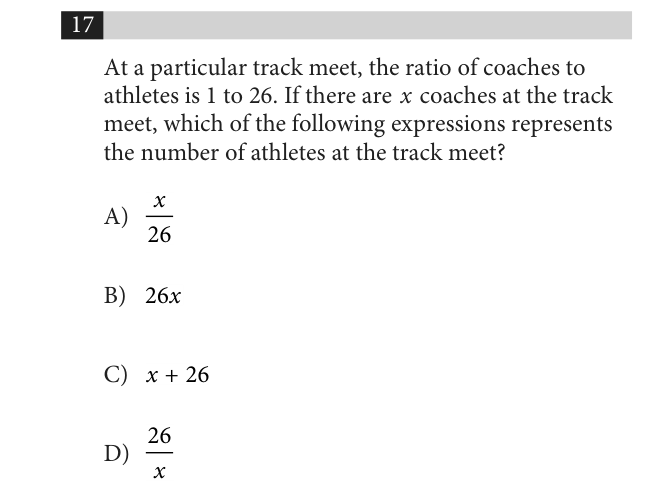 17
At a particular track meet, the ratio of coaches to
athletes is 1 to 26. If there are x coaches at the track
meet, which of the following expressions represents
the number of athletes at the track meet?
A) x/26
B) 26x
C) x + 26
D) 26/x